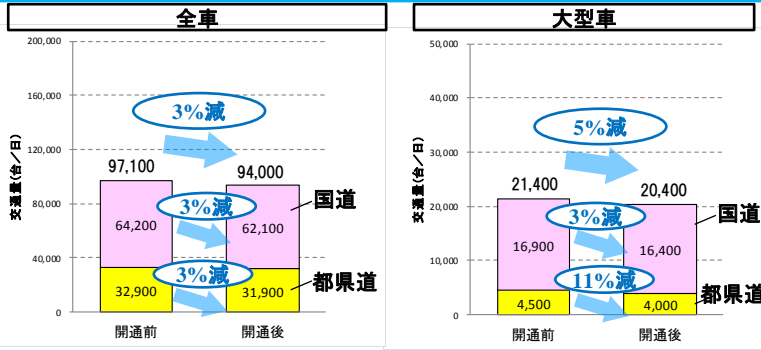 全車
交通量(台／日)
200,000
160,000
120,000
80,000
40,000
0
3%減
97,100
94,000
3%減
国道
64,200
62,100
3%減
都県道
32,900
31,900
開通前
開通後
大型車
交通量(台／日)
50,000
40,000
30,000
20,000
10,000
0
5%減
21,400
20,400
3%減
国道
16,900
16,400
11%減
都県道
4,500
4,000
開通前
開通後